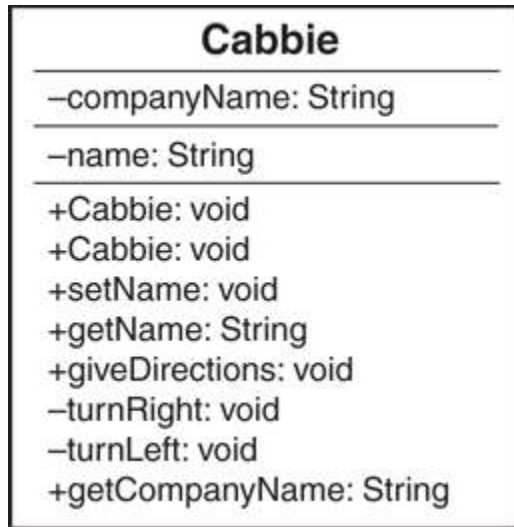 Cabbie
–companyName: String
–name: String
+Cabbie: void
+Cabbie: void
+setName: void
+getName: String
+giveDirections: void
–turnRight: void
–turnLeft: void
+getCompanyName: String